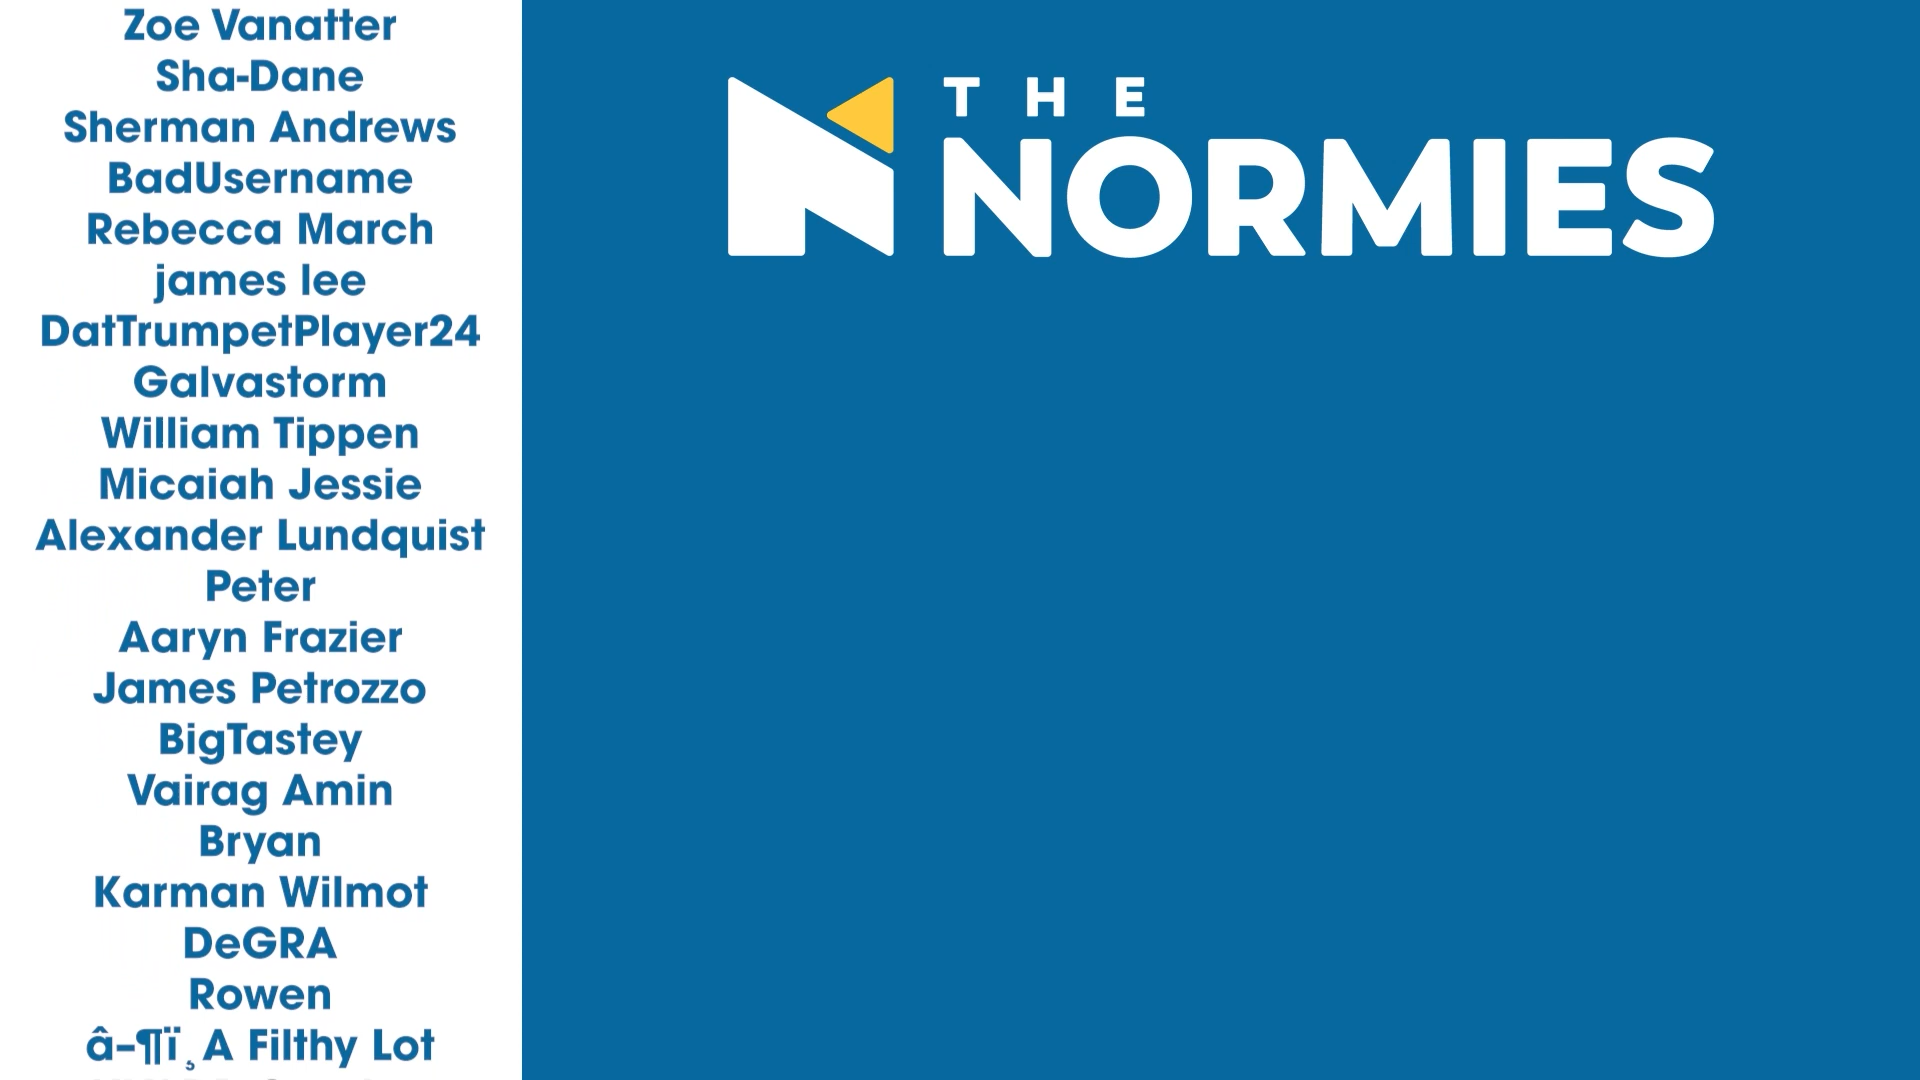 Zoe Vanatter
Sha-Dane
Sherman Andrews
BadUsername
Rebecca March
james lee
DatTrumpetPlayer24
Galvastorm
William Tippen
Micaiah Jessie
Alexander Lundquist
Peter
Aaryn Frazier
James Petrozzo
BigTastey
Vairag Amin
Bryan
Karman Wilmot
DeGRA
Rowen
â–¶ï¸A Filthy Lot
THE
NORMIES